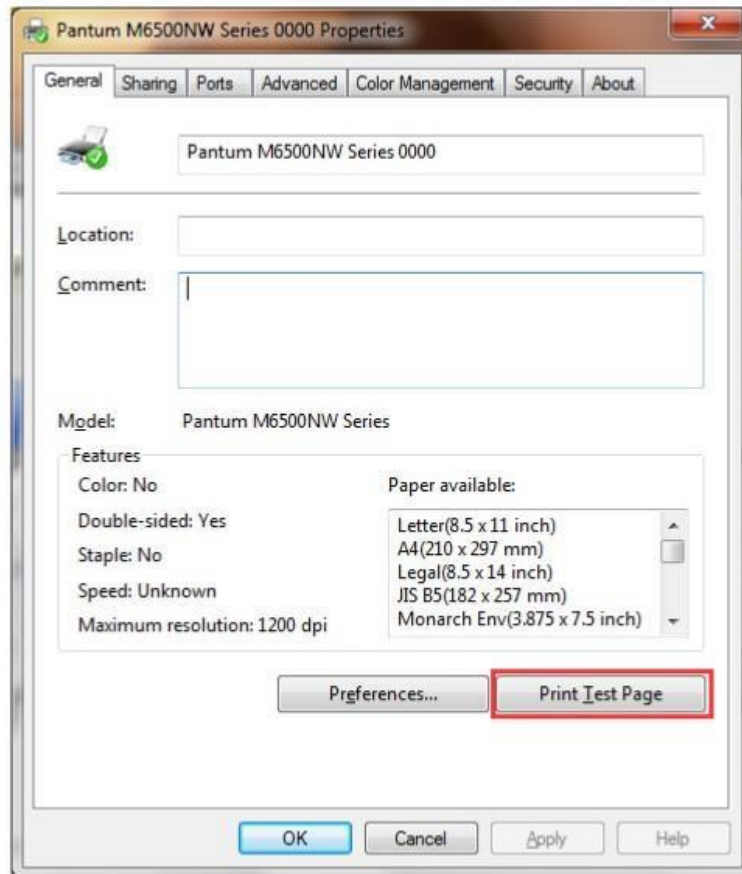 Pantum M6500NW Series 0000 Properties
General Sharing Ports Advanced Color Management Security About
Pantum M6500NW Series 0000
Location:
Comment:
Model: Pantum M6500NW Series
Features
Color: No
Double-sided: Yes
Staple: No
Speed: Unknown
Maximum resolution: 1200 dpi
Paper available:
Letter(8.5 x 11 inch)
A4(210 x 297 mm)
Legal(8.5 x 14 inch)
JIS B5(182 x 257 mm)
Monarch Env(3.875 x 7.5 inch)
Preferences... Print Test Page
OK Cancel Apply Help